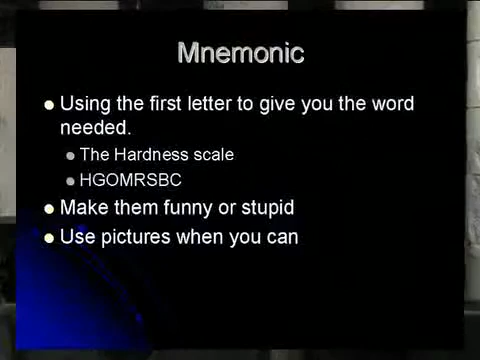 Mnemonic
Using the first letter to give you the word
needed.
The Hardness scale
HGOMRSBC
Make them funny or stupid
Use pictures when you can